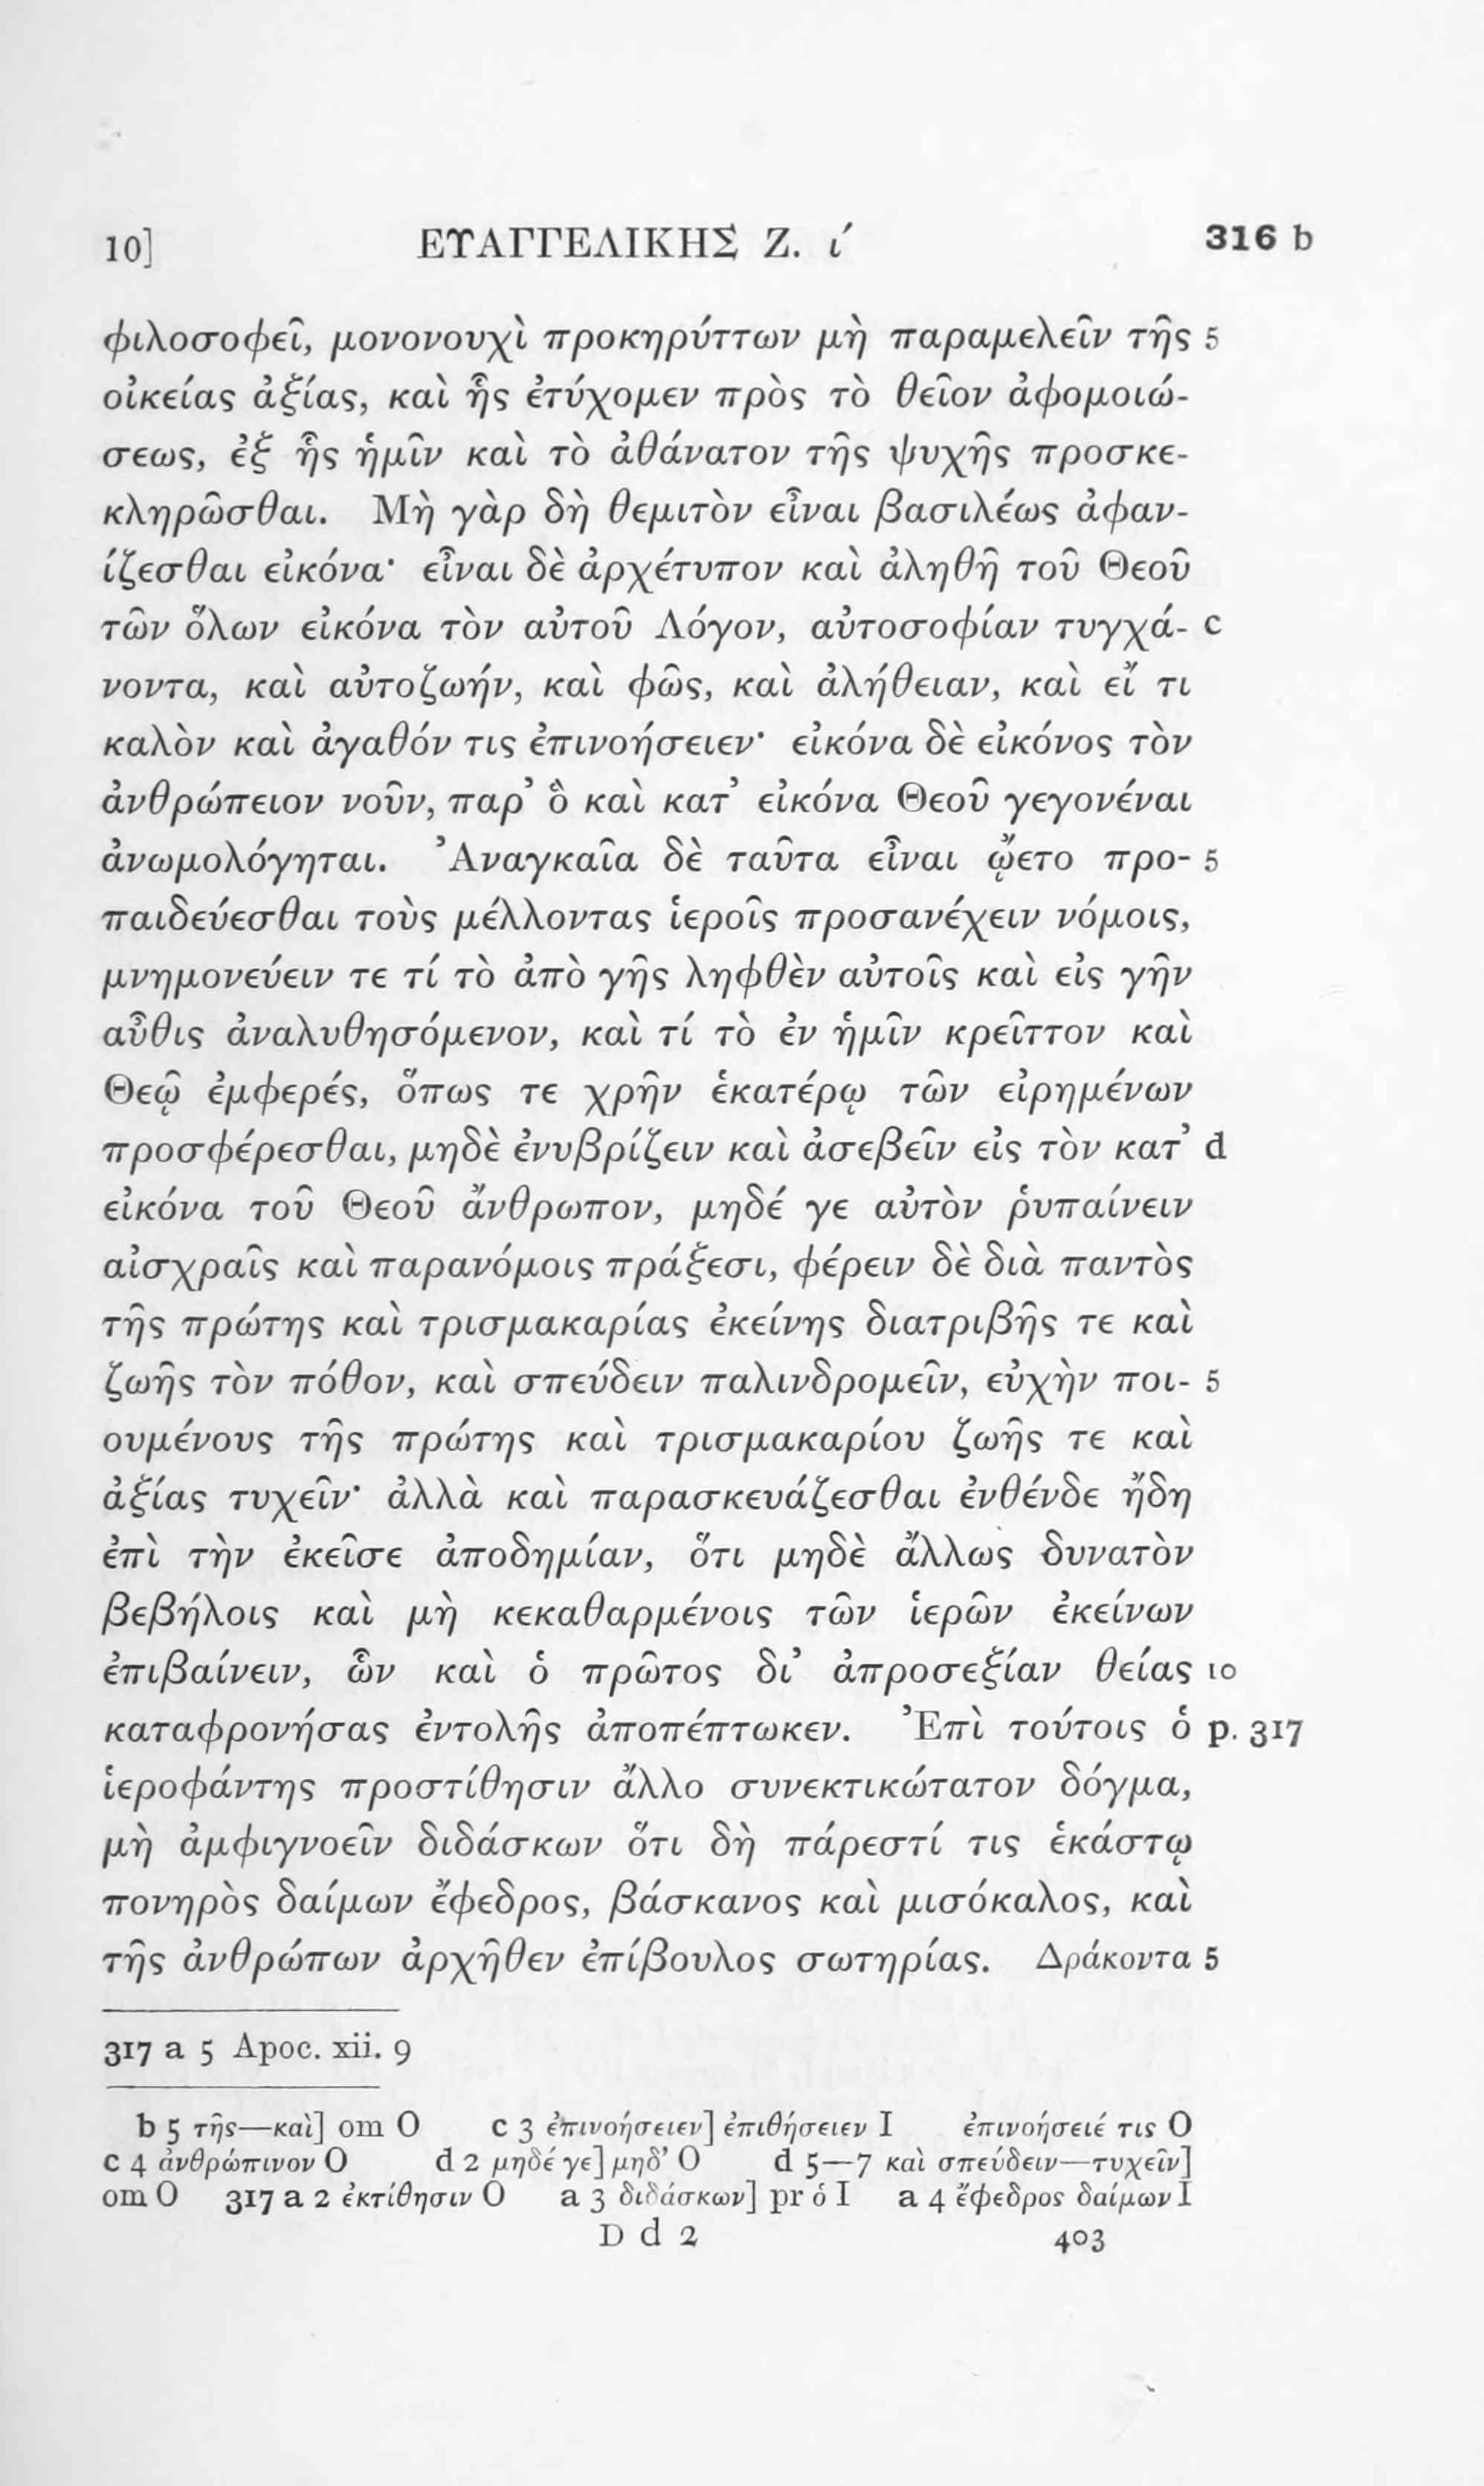 10] ΕΥΑΓΓΕΛΙΚΗΣ Ζ. ί 316 b
φιλοσοφεῖ, μονονουχὶ προκηρύττων μὴ παραμελεῖν τῆς 5
οἰκείας ἀξίας, καὶ ἧς ἐτύχομεν πρὸς τὸ θεῖον ἀφομοιώ-
σεως, ἐξ ἧς ἡμῖν καὶ τὸ ἀθάνατον τῆς ψυχῆς προσκε-
κληρῶσθαι. Μὴ γὰρ δὴ θεμιτὸν εἶναι βασιλέως ἀφαν-
ίζεσθαι εἰκόνα· εἶναι δὲ ἀρχέτυπον καὶ ἀληθῆ τοῦ Θεοῦ
τῶν ὅλων εἰκόνα τὸν αὐτοῦ Λόγον, αὐτοσοφίαν τυγχά- c
νοντα, καὶ αὐτοζωήν, καὶ φῶς, καὶ ἀλήθειαν, καὶ εἴ τι
καλὸν καὶ ἀγαθόν τις ἐπινοήσειεν· εἰκόνα δὲ εἰκόνος τὸν
ἀνθρώπειον νοῦν, παρ’ ὃ καὶ κατ’ εἰκόνα Θεοῦ γεγονέναι
ἀνωμολόγηται. Ἀναγκαῖα δὲ ταῦτα εἶναι ᾤετο προ- 5
παιδεύεσθαι τοὺς μέλλοντας ἱεροῖς προσανέχειν νόμοις,
μνημονεύειν τε τί τὸ ἀπὸ γῆς ληφθὲν αὐτοῖς καὶ εἰς γῆν
αὖθις ἀναλυθησόμενον, καὶ τί τὸ ἐν ἡμῖν κρεῖττον καὶ
Θεῷ ἐμφερές, ὅπως τε χρῆν ἑκατέρῳ τῶν εἰρημένων
προσφέρεσθαι, μηδὲ ἐνυβρίζειν καὶ ἀσεβεῖν εἰς τὸν κατ’ d
εἰκόνα τοῦ Θεοῦ ἄνθρωπον, μηδέ γε αὐτὸν ῥυπαίνειν
αἰσχραῖς καὶ παρανόμοις πράξεσι, φέρειν δὲ διὰ παντὸς
τῆς πρώτης καὶ τρισμακαρίας ἐκείνης διατριβῆς τε καὶ
ζωῆς τὸν πόθον, καὶ σπεύδειν παλινδρομεῖν, εὐχὴν ποι- 5
ουμένους τῆς πρώτης καὶ τρισμακαρίου ζωῆς τε καὶ
ἀξίας τυχεῖν· ἀλλὰ καὶ παρασκευάζεσθαι ἐνθένδε ἤδη
ἐπὶ τὴν ἐκεῖσε ἀποδημίαν, ὅτι μηδὲ ἄλλως δυνατὸν
βεβήλοις καὶ μὴ κεκαθαρμένοις τῶν ἱερῶν ἐκείνων
ἐπιβαίνειν, ὧν καὶ ὁ πρῶτος δι’ ἀπροσεξίαν θείας 10
καταφρονήσας ἐντολῆς ἀποπέπτωκεν. Ἐπὶ τούτοις ὁ p. 317
ἱεροφάντης προστίθησιν ἄλλο συνεκτικώτατον δόγμα,
μὴ ἀμφιγνοεῖν διδάσκων ὅτι δὴ πάρεστί τις ἑκάστῳ
πονηρὸς δαίμων ἔφεδρος, βάσκανος καὶ μισόκαλος, καὶ
τῆς ἀνθρώπων ἀρχῆθεν ἐπίβουλος σωτηρίας. Δράκοντα 5
317 a 5 Apoc. xii. 9
b 5 τῆς—καὶ] om O c 3 ἐπινοήσειεν] ἐπιθήσειεν I ἐπινοήσειέ τις O
c 4 ἀνθρώπινον O d 2 μηδέ γε] μηδ’ O d 5—7 καὶ σπεύδειν—τυχεῖν]
om O 317 a 2 ἐκτίθησιν O a 3 διδάσκων] pr ὁ I a 4 ἔφεδρος δαίμων I
D d 2 403